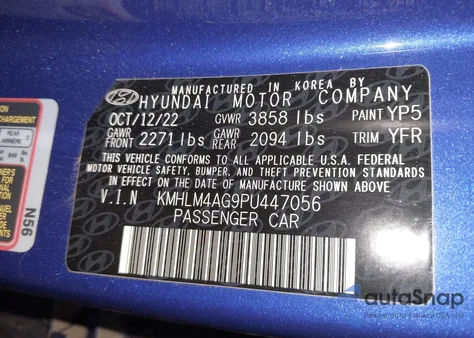 MANUFACTURED IN KOREA BY
HYUNDAI MOTOR COMPANY
OCT/12/22 GVWR 3858 lbs PAINT YP5
GAWR FRONT 2271 lbs GAWR REAR 2094 lbs TRIM YFR
THIS VEHICLE CONFORMS TO ALL APPLICABLE U.S.A. FEDERAL
MOTOR VEHICLE SAFETY, BUMPER, AND THEFT PREVENTION STANDARDS
IN EFFECT ON THE DATE OF MANUFACTURE SHOWN ABOVE
V.I.N KMHLM4AG9PU447056
PASSENGER CAR
REAR
N56
autoSnap